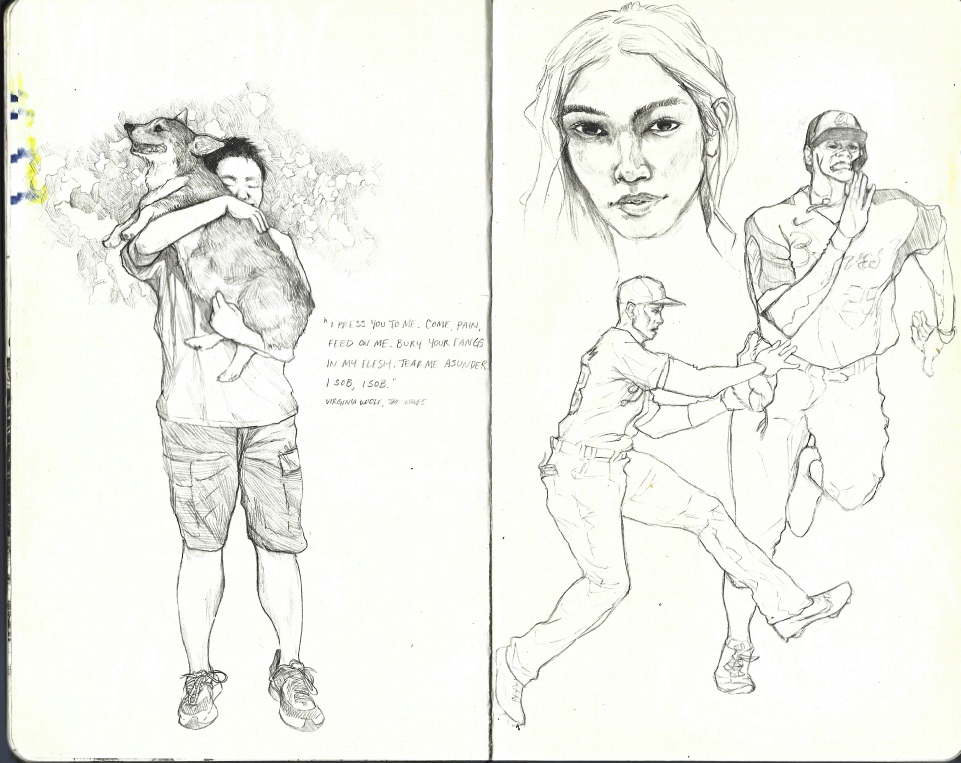 "I PRESS YOU TO ME. COME, PAIN,
FEED ON ME. BURY YOUR FANGS
IN MY FLESH. TEAR ME ASUNDER.
I SOB, I SOB."
VIRGINIA WOOLF, THE WAVES